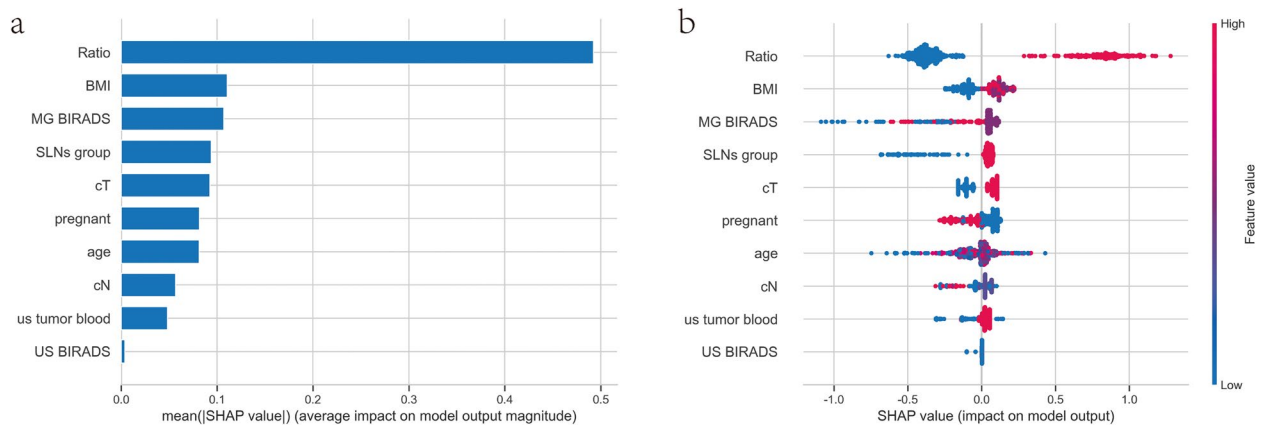 a
Ratio
BMI
MG BIRADS
SLNs group
cT
pregnant
age
cN
us tumor blood
US BIRADS
0.0 0.1 0.2 0.3 0.4 0.5
mean(|SHAP value|) (average impact on model output magnitude)
b
Ratio
BMI
MG BIRADS
SLNs group
cT
pregnant
age
cN
us tumor blood
US BIRADS
-1.0 -0.5 0.0 0.5 1.0
SHAP value (impact on model output)
High
Feature value
Low